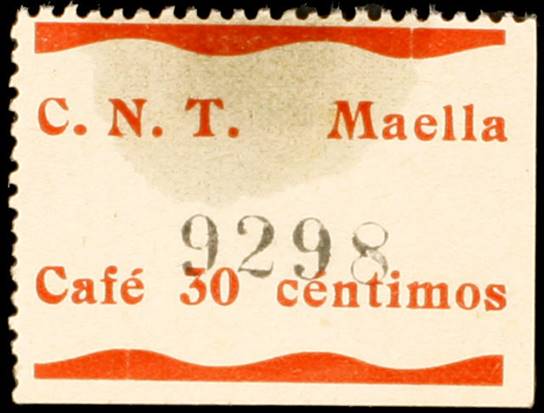 C. N. T. Maella
9298
Café 30 céntimos